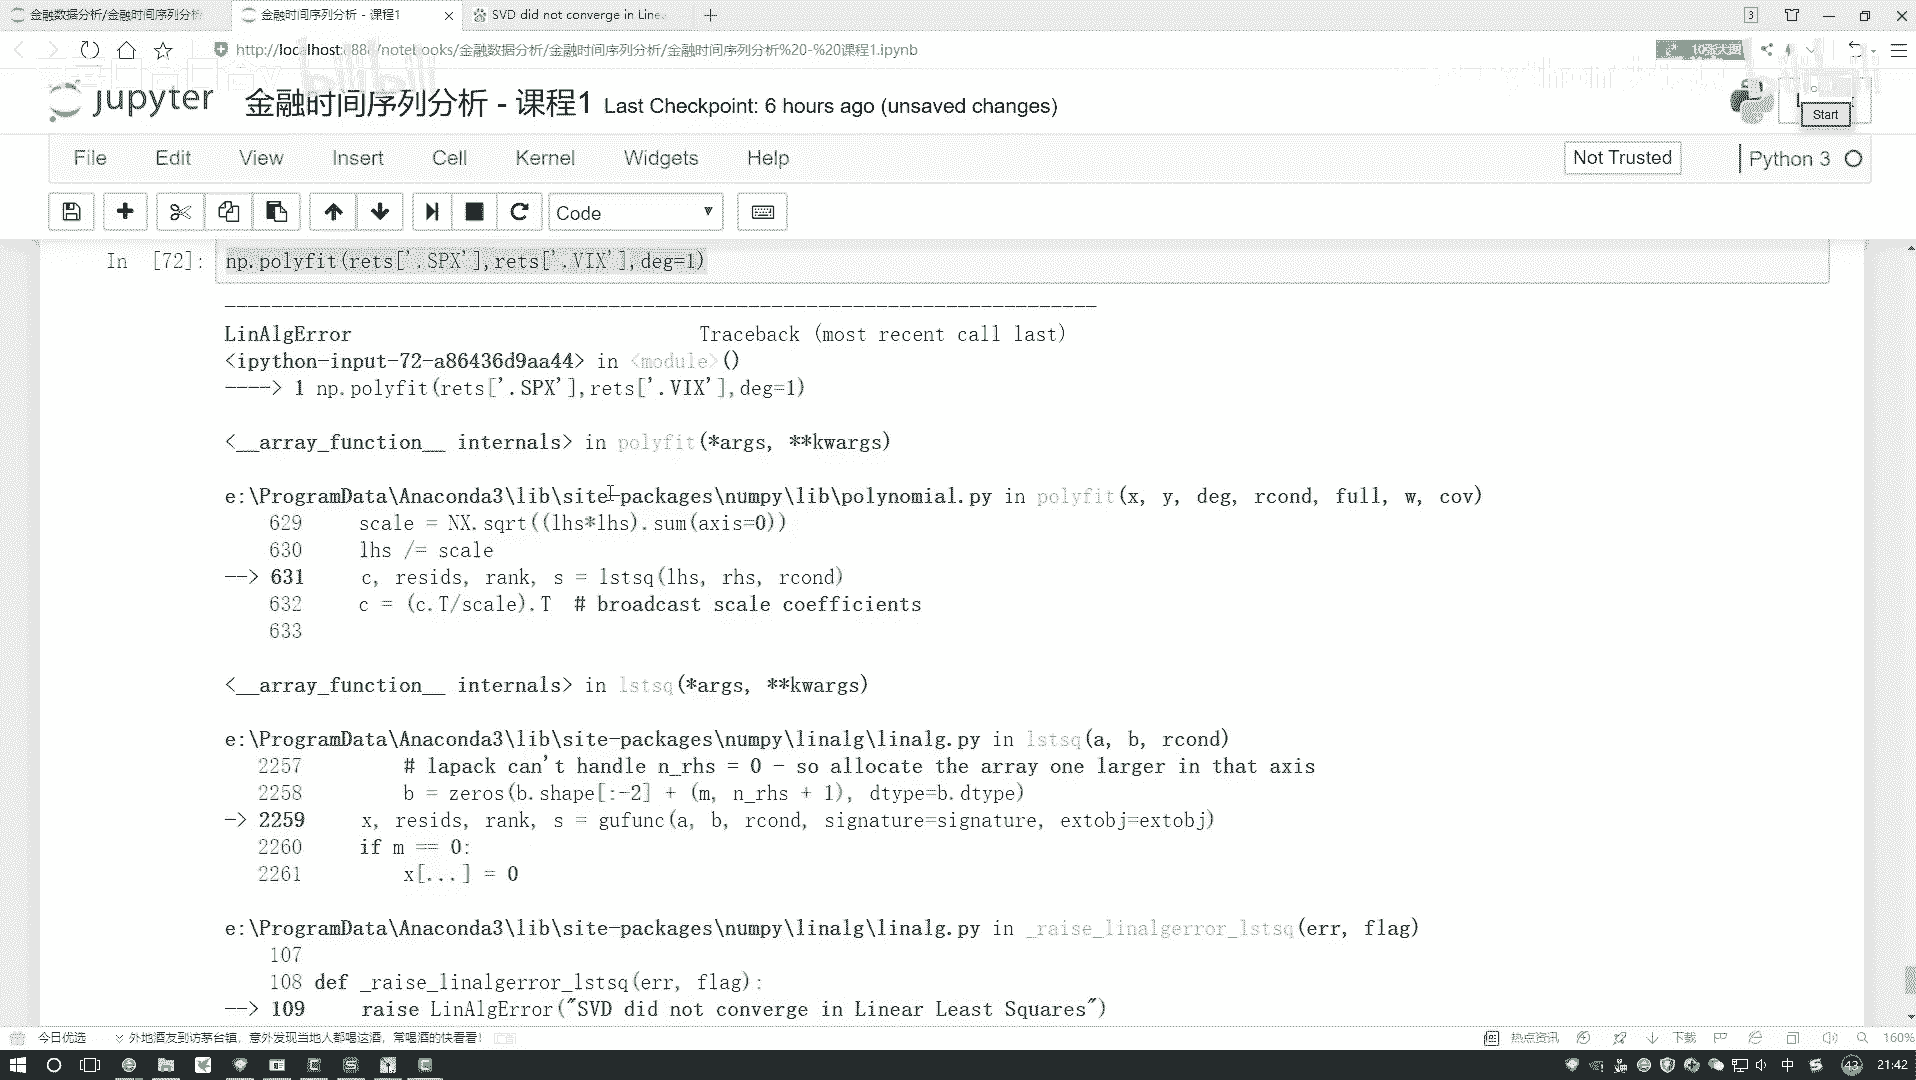 金融数据分析/金融时间序列分析
金融时间序列分析 - 课程1
SVD did not converge in Line
3
/notebooks/金融数据分析/金融时间序列分析/金融时间序列分析%20-%20课程1.ipynb
jupyter
金融时间序列分析 - 课程1 Last Checkpoint: 6 hours ago (unsaved changes)
Start
File Edit View Insert Cell Kernel Widgets Help
Not Trusted
Python 3
Code
In [72]: np.polyfit(rets['.SPX'],rets['.VIX'],deg=1)
---------------------------------------------------------------------------
LinAlgError Traceback (most recent call last)
<ipython-input-72-a86436d9aa44> in <module>()
----> 1 np.polyfit(rets['.SPX'],rets['.VIX'],deg=1)
<__array_function__ internals> in polyfit(*args, **kwargs)
e:\ProgramData\Anaconda3\lib\site-packages\numpy\lib\polynomial.py in polyfit(x, y, deg, rcond, full, w, cov)
629 scale = NX.sqrt((lhs*lhs).sum(axis=0))
630 lhs /= scale
--> 631 c, resids, rank, s = lstsq(lhs, rhs, rcond)
632 c = (c.T/scale).T # broadcast scale coefficients
633
<__array_function__ internals> in lstsq(*args, **kwargs)
e:\ProgramData\Anaconda3\lib\site-packages\numpy\linalg\linalg.py in lstsq(a, b, rcond)
2257 # lapack can't handle n_rhs = 0 - so allocate the array one larger in that axis
2258 b = zeros(b.shape[:-2] + (m, n_rhs + 1), dtype=b.dtype)
-> 2259 x, resids, rank, s = gufunc(a, b, rcond, signature=signature, extobj=extobj)
2260 if m == 0:
2261 x[...] = 0
e:\ProgramData\Anaconda3\lib\site-packages\numpy\linalg\linalg.py in _raise_linalgerror_lstsq(err, flag)
107
108 def _raise_linalgerror_lstsq(err, flag):
--> 109 raise LinAlgError("SVD did not converge in Linear Least Squares")
今日优选 外地酒友到访茅台镇，意外发现当地人都喝这酒，常喝酒的快看看!
热点资讯 下载 160%
中 43 21:42